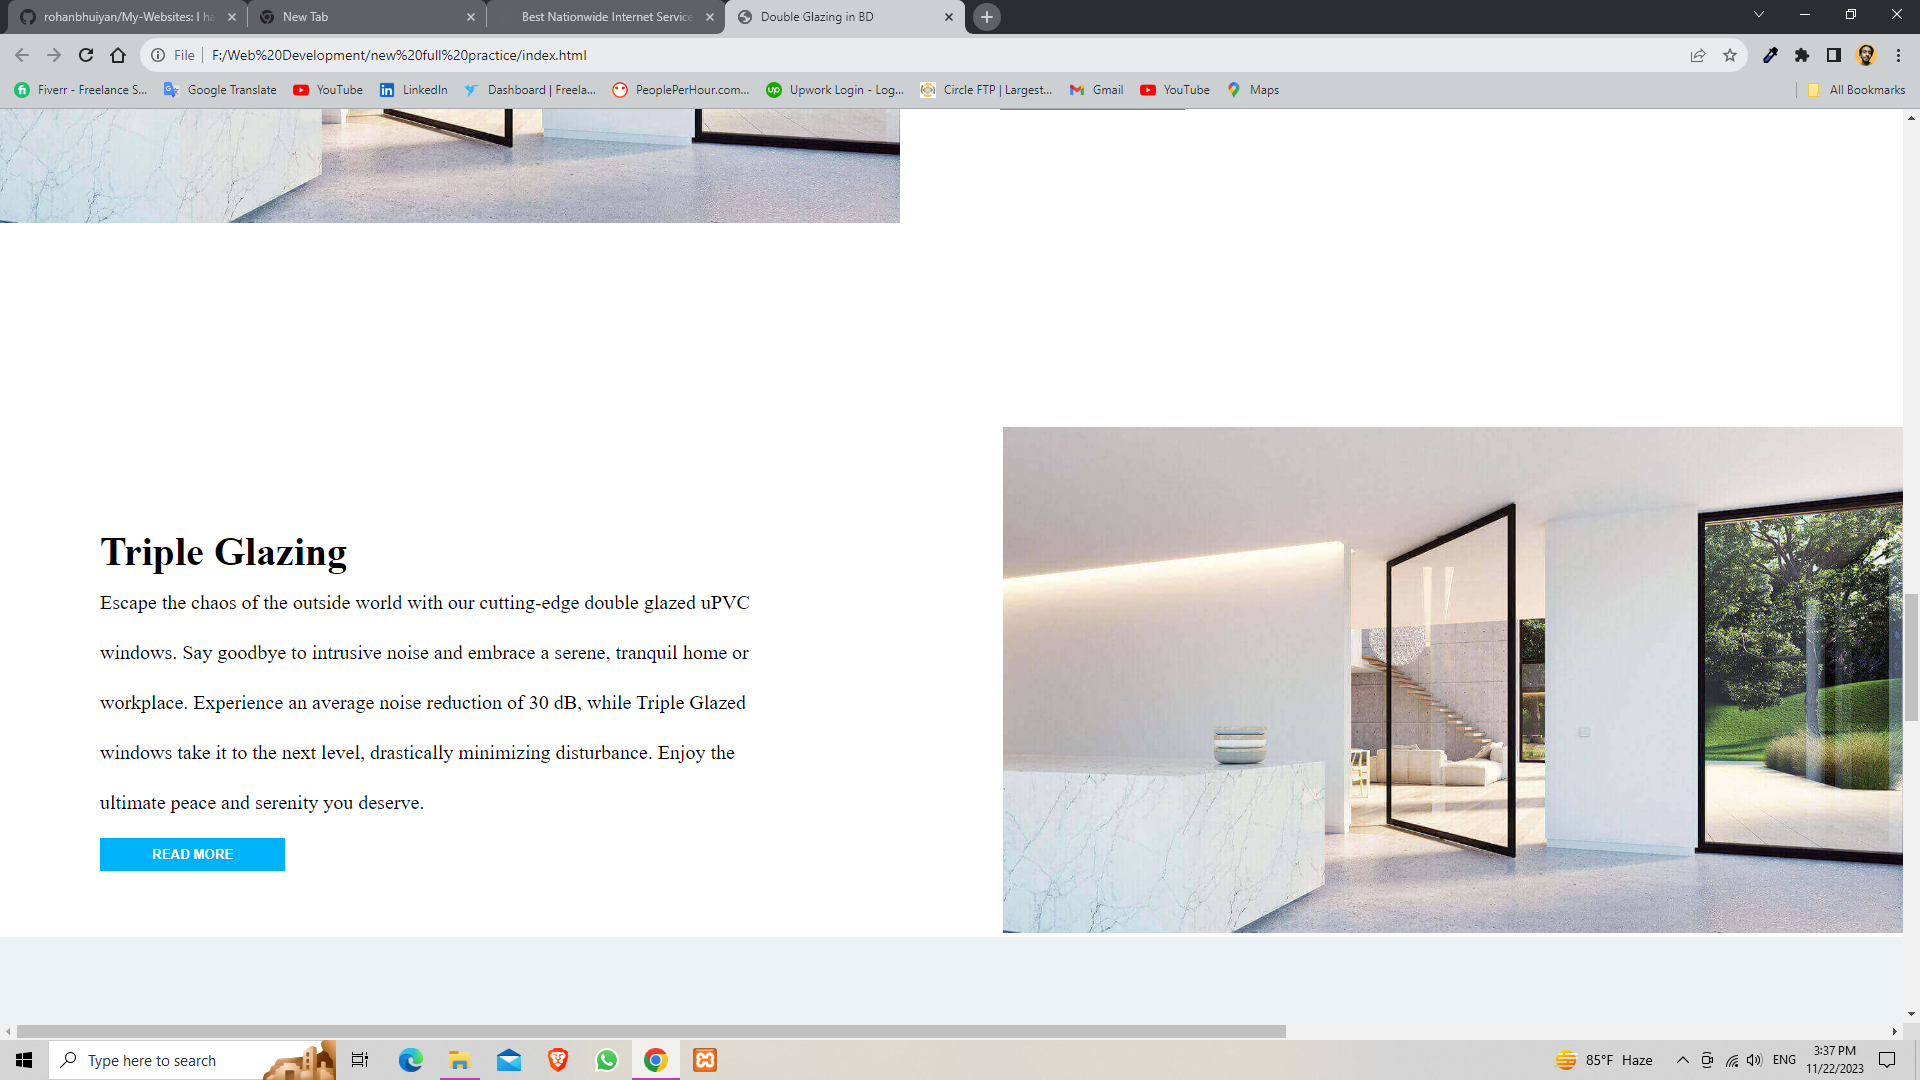 rohanbhuiyan/My-Websites: I ha
New Tab
Best Nationwide Internet Service
Double Glazing in BD
File
F:/Web%20Development/new%20full%20practice/index.html
Fiverr - Freelance S...
Google Translate
YouTube
LinkedIn
Dashboard | Freela...
PeoplePerHour.com...
Upwork Login - Log...
Circle FTP | Largest...
Gmail
YouTube
Maps
All Bookmarks
Triple Glazing
Escape the chaos of the outside world with our cutting-edge double glazed uPVC
windows. Say goodbye to intrusive noise and embrace a serene, tranquil home or
workplace. Experience an average noise reduction of 30 dB, while Triple Glazed
windows take it to the next level, drastically minimizing disturbance. Enjoy the
ultimate peace and serenity you deserve.
READ MORE
Type here to search
85°F Haze
ENG
3:37 PM
11/22/2023